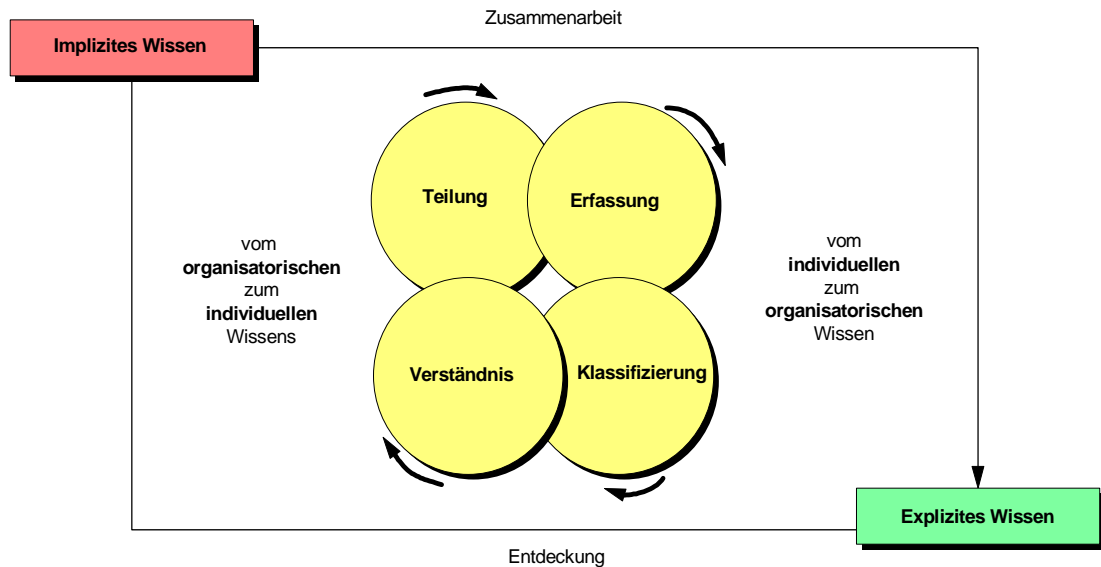 Zusammenarbeit
Implizites Wissen
Teilung
Erfassung
vom
organisatorischen
zum
individuellen
Wissens
vom
individuellen
zum
organisatorischen
Wissen
Verständnis
Klassifizierung
Explizites Wissen
Entdeckung